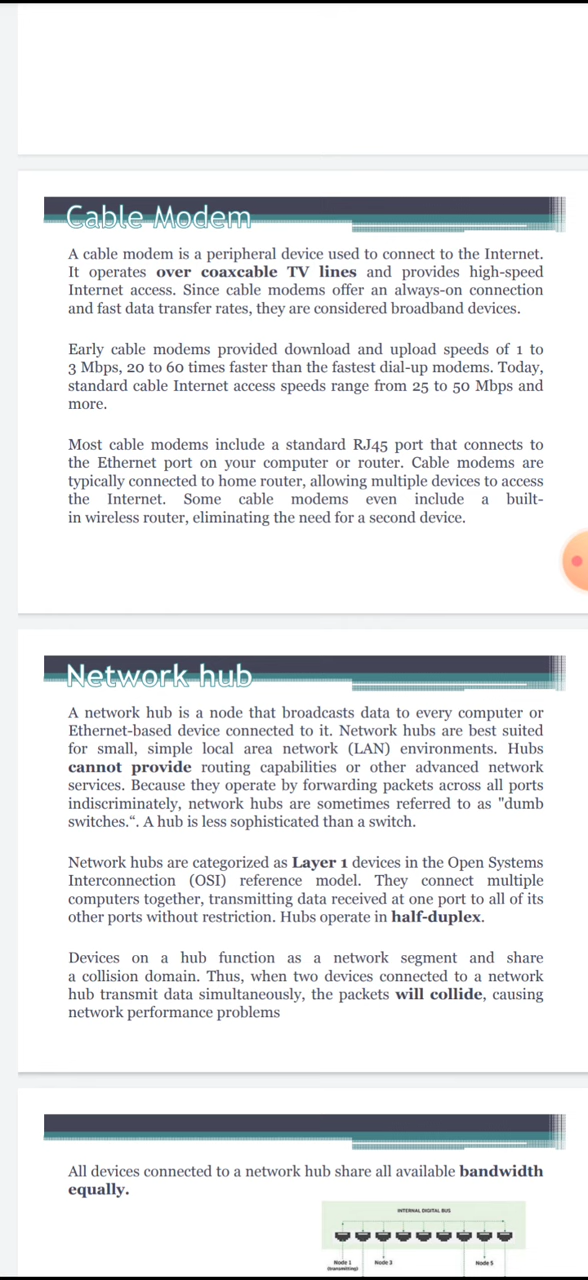 Cable Modem
A cable modem is a peripheral device used to connect to the Internet.
It operates over coaxcable TV lines and provides high-speed
Internet access. Since cable modems offer an always-on connection
and fast data transfer rates, they are considered broadband devices.
Early cable modems provided download and upload speeds of 1 to
3 Mbps, 20 to 60 times faster than the fastest dial-up modems. Today,
standard cable Internet access speeds range from 25 to 50 Mbps and
more.
Most cable modems include a standard RJ45 port that connects to
the Ethernet port on your computer or router. Cable modems are
typically connected to home router, allowing multiple devices to access
the Internet. Some cable modems even include a built-
in wireless router, eliminating the need for a second device.
Network hub
A network hub is a node that broadcasts data to every computer or
Ethernet-based device connected to it. Network hubs are best suited
for small, simple local area network (LAN) environments. Hubs
cannot provide routing capabilities or other advanced network
services. Because they operate by forwarding packets across all ports
indiscriminately, network hubs are sometimes referred to as "dumb
switches.“. A hub is less sophisticated than a switch.
Network hubs are categorized as Layer 1 devices in the Open Systems
Interconnection (OSI) reference model. They connect multiple
computers together, transmitting data received at one port to all of its
other ports without restriction. Hubs operate in half-duplex.
Devices on a hub function as a network segment and share
a collision domain. Thus, when two devices connected to a network
hub transmit data simultaneously, the packets will collide, causing
network performance problems
All devices connected to a network hub share all available bandwidth
equally.
INTERNAL DIGITAL BUS
Node 1 Node 3 Node 5
(transmitting)